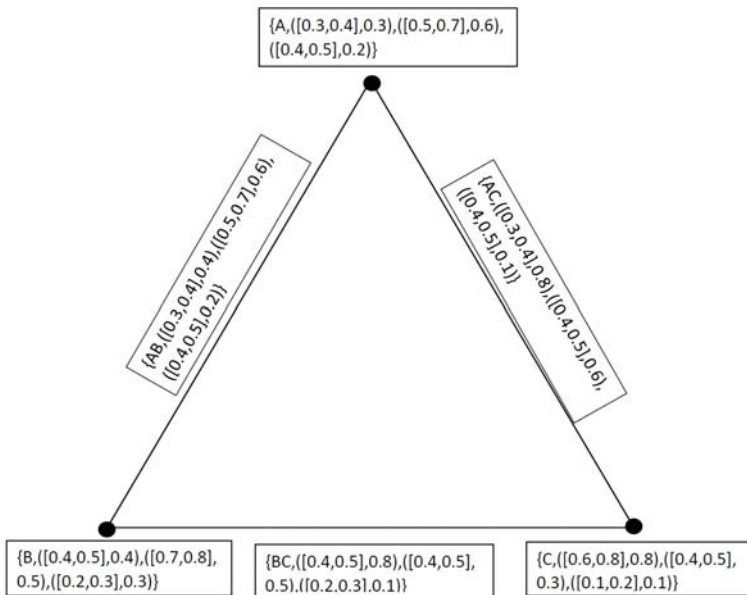 {A,([0.3,0.4],0.3),([0.5,0.7],0.6),
([0.4,0.5],0.2)}
{AB,([0.3,0.4],0.4),([0.5,0.7],0.6),
([0.4,0.5],0.2)}
{AC,([0.3,0.4],0.8),([0.4,0.5],0.6),
([0.4,0.5],0.1)}
{B,([0.4,0.5],0.4),([0.7,0.8],
0.5),([0.2,0.3],0.3)}
{BC,([0.4,0.5],0.8),([0.4,0.5],
0.5),([0.2,0.3],0.1)}
{C,([0.6,0.8],0.8),([0.4,0.5],
0.3),([0.1,0.2],0.1)}